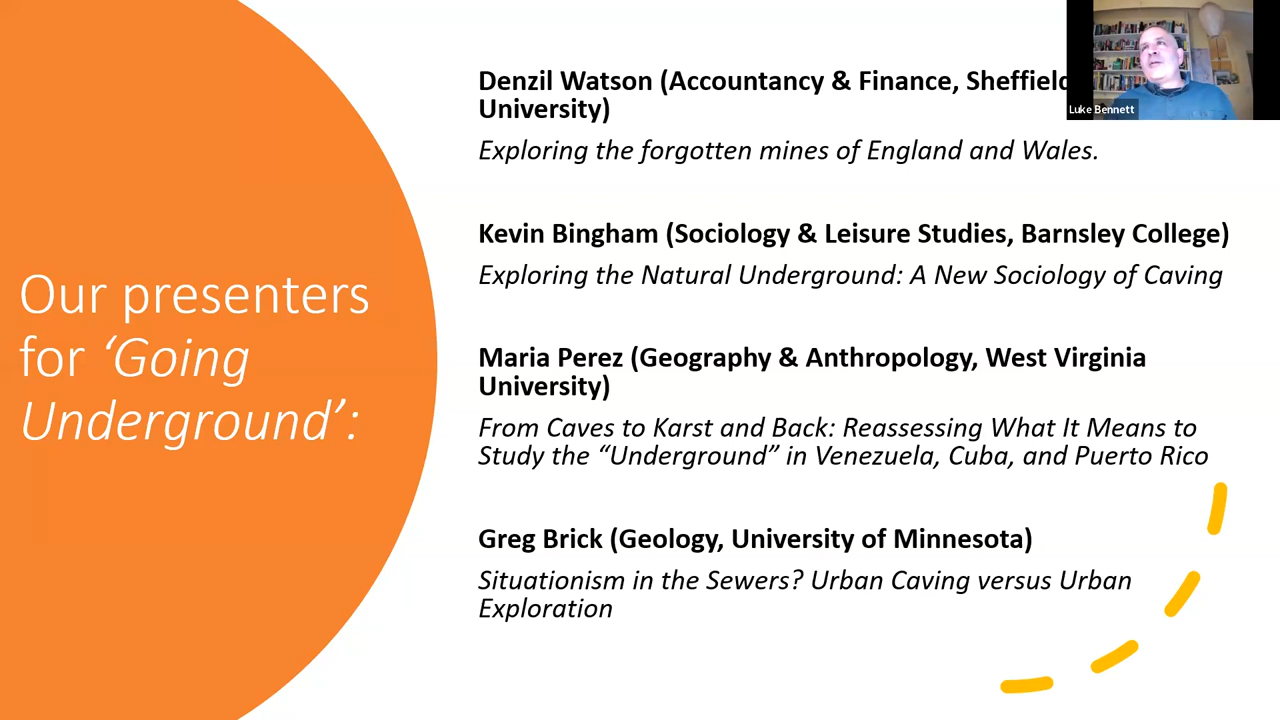 Our presenters
for ‘Going
Underground’:
Denzil Watson (Accountancy & Finance, Sheffield
University)
Exploring the forgotten mines of England and Wales.
Kevin Bingham (Sociology & Leisure Studies, Barnsley College)
Exploring the Natural Underground: A New Sociology of Caving
Maria Perez (Geography & Anthropology, West Virginia
University)
From Caves to Karst and Back: Reassessing What It Means to
Study the “Underground” in Venezuela, Cuba, and Puerto Rico
Greg Brick (Geology, University of Minnesota)
Situationism in the Sewers? Urban Caving versus Urban
Exploration
Luke Bennett